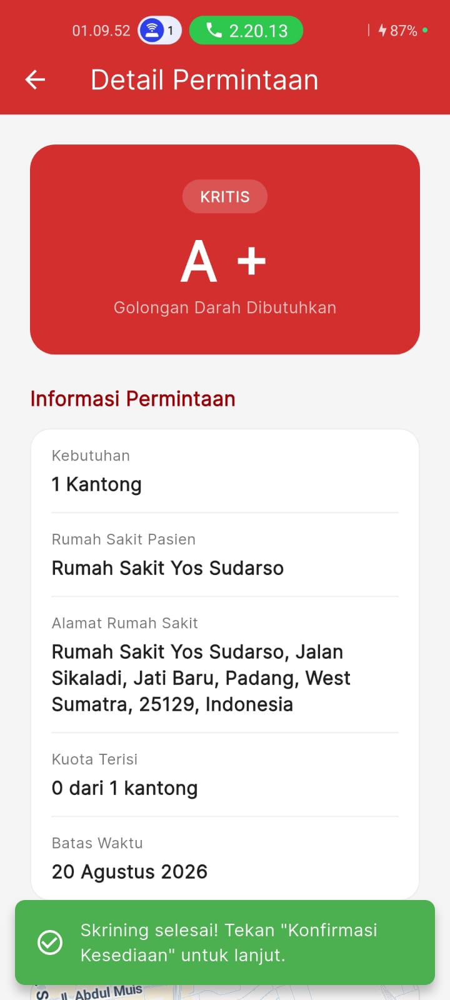 01.09.52 1 2.20.13 87%
Detail Permintaan
KRITIS
A +
Golongan Darah Dibutuhkan
Informasi Permintaan
Kebutuhan
1 Kantong
Rumah Sakit Pasien
Rumah Sakit Yos Sudarso
Alamat Rumah Sakit
Rumah Sakit Yos Sudarso, Jalan
Sikaladi, Jati Baru, Padang, West
Sumatra, 25129, Indonesia
Kuota Terisi
0 dari 1 kantong
Batas Waktu
20 Agustus 2026
Skrining selesai! Tekan "Konfirmasi
Kesediaan" untuk lanjut.
Jl. Abdul Muis